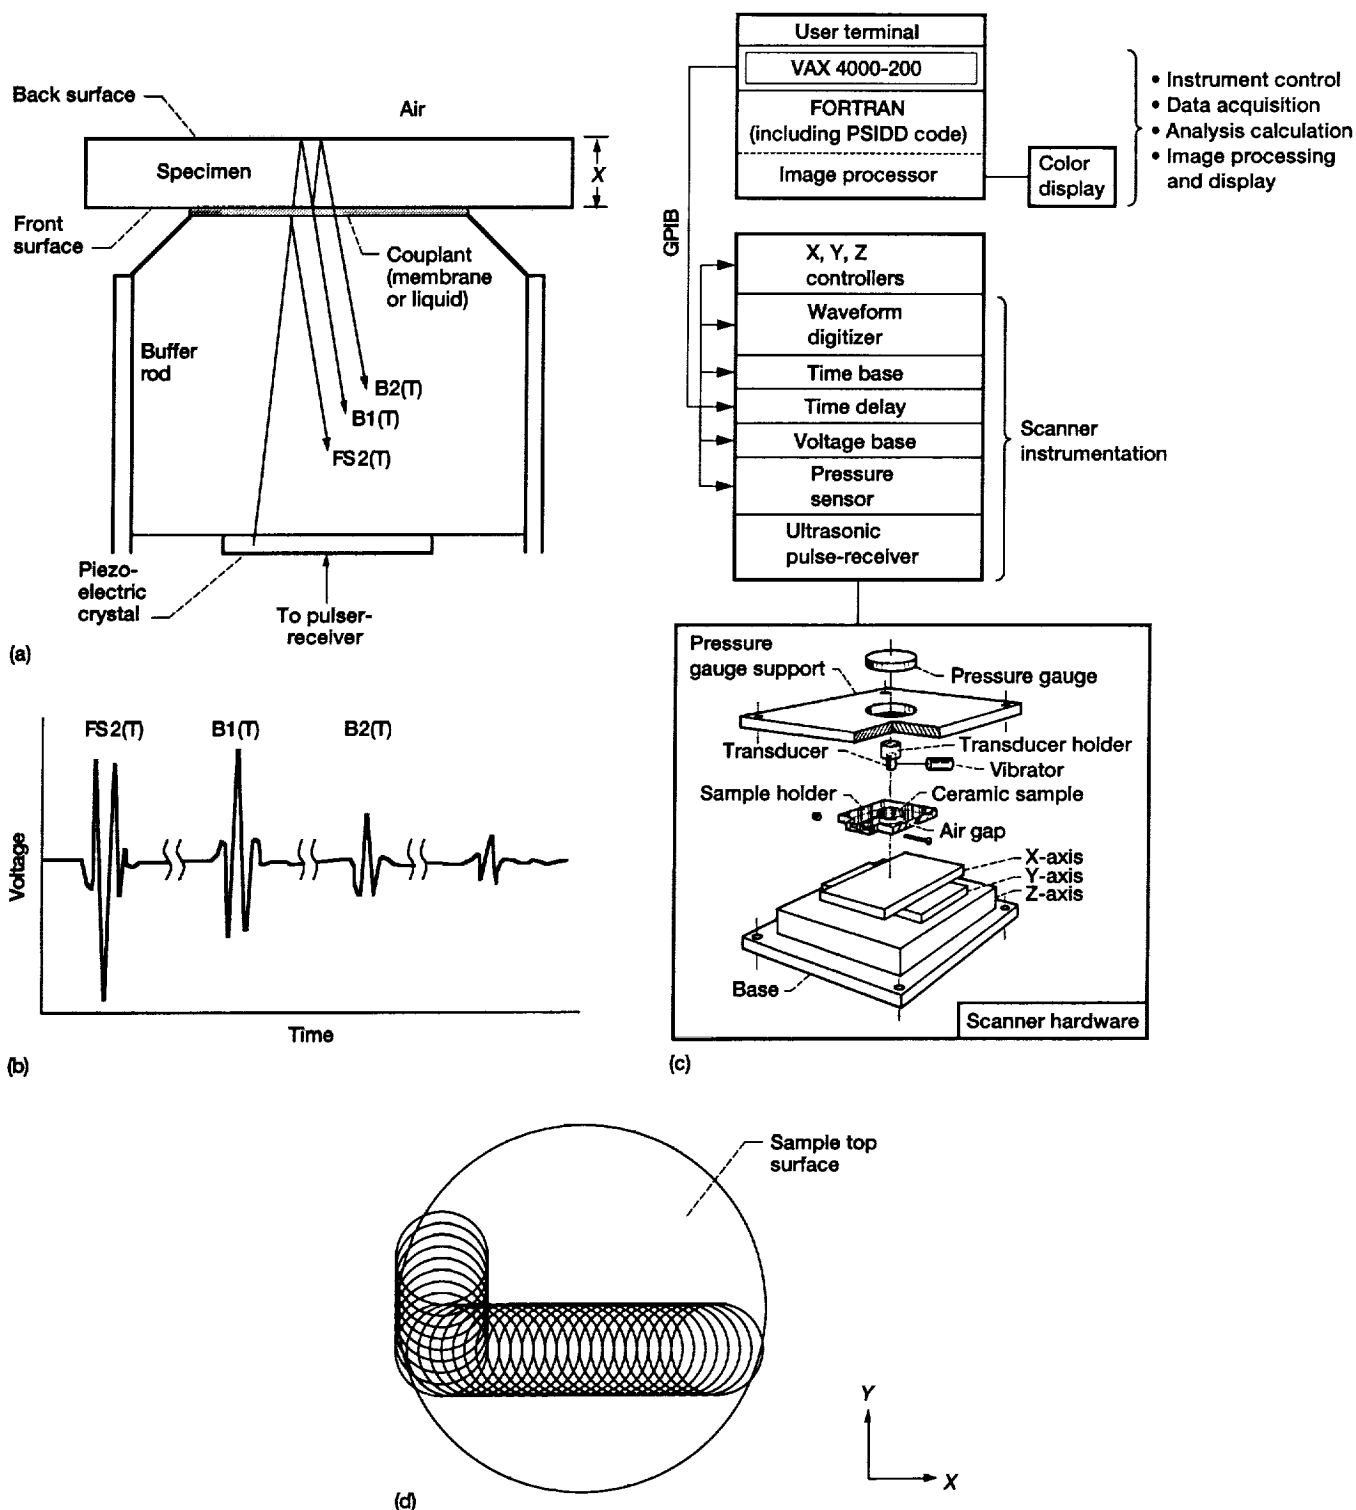 Back surface
Air
Specimen
X
Front
surface
Couplant
(membrane
or liquid)
Buffer
rod
B2(T)
B1(T)
FS2(T)
Piezo-
electric
crystal
To pulser-
receiver
(a)
FS2(T)
B1(T)
B2(T)
Voltage
Time
(b)
User terminal
VAX 4000-200
FORTRAN
(including PSIDD code)
Image processor
Color
display
• Instrument control
• Data acquisition
• Analysis calculation
• Image processing
and display
GPIB
X, Y, Z
controllers
Waveform
digitizer
Time base
Time delay
Voltage base
Pressure
sensor
Ultrasonic
pulse-receiver
Scanner
instrumentation
Pressure
gauge support
Pressure gauge
Transducer
Transducer holder
Vibrator
Sample holder
Ceramic sample
Air gap
X-axis
Y-axis
Z-axis
Base
Scanner hardware
(c)
Sample top
surface
Y
X
(d)